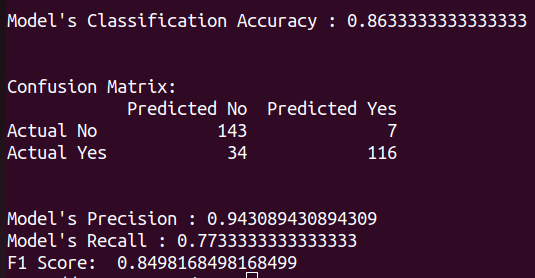 Model's Classification Accuracy : 0.8633333333333333
Confusion Matrix:
Predicted No  Predicted Yes
Actual No  143  7
Actual Yes  34  116
Model's Precision : 0.943089430894309
Model's Recall : 0.7733333333333333
F1 Score:  0.8498168498168499